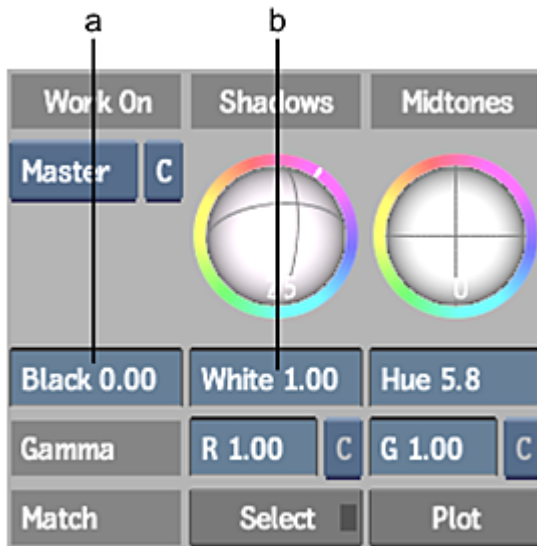 a b
Work On Shadows Midtones
Master C
25 0
Black 0.00 White 1.00 Hue 5.8
Gamma R 1.00 C G 1.00 C
Match Select Plot